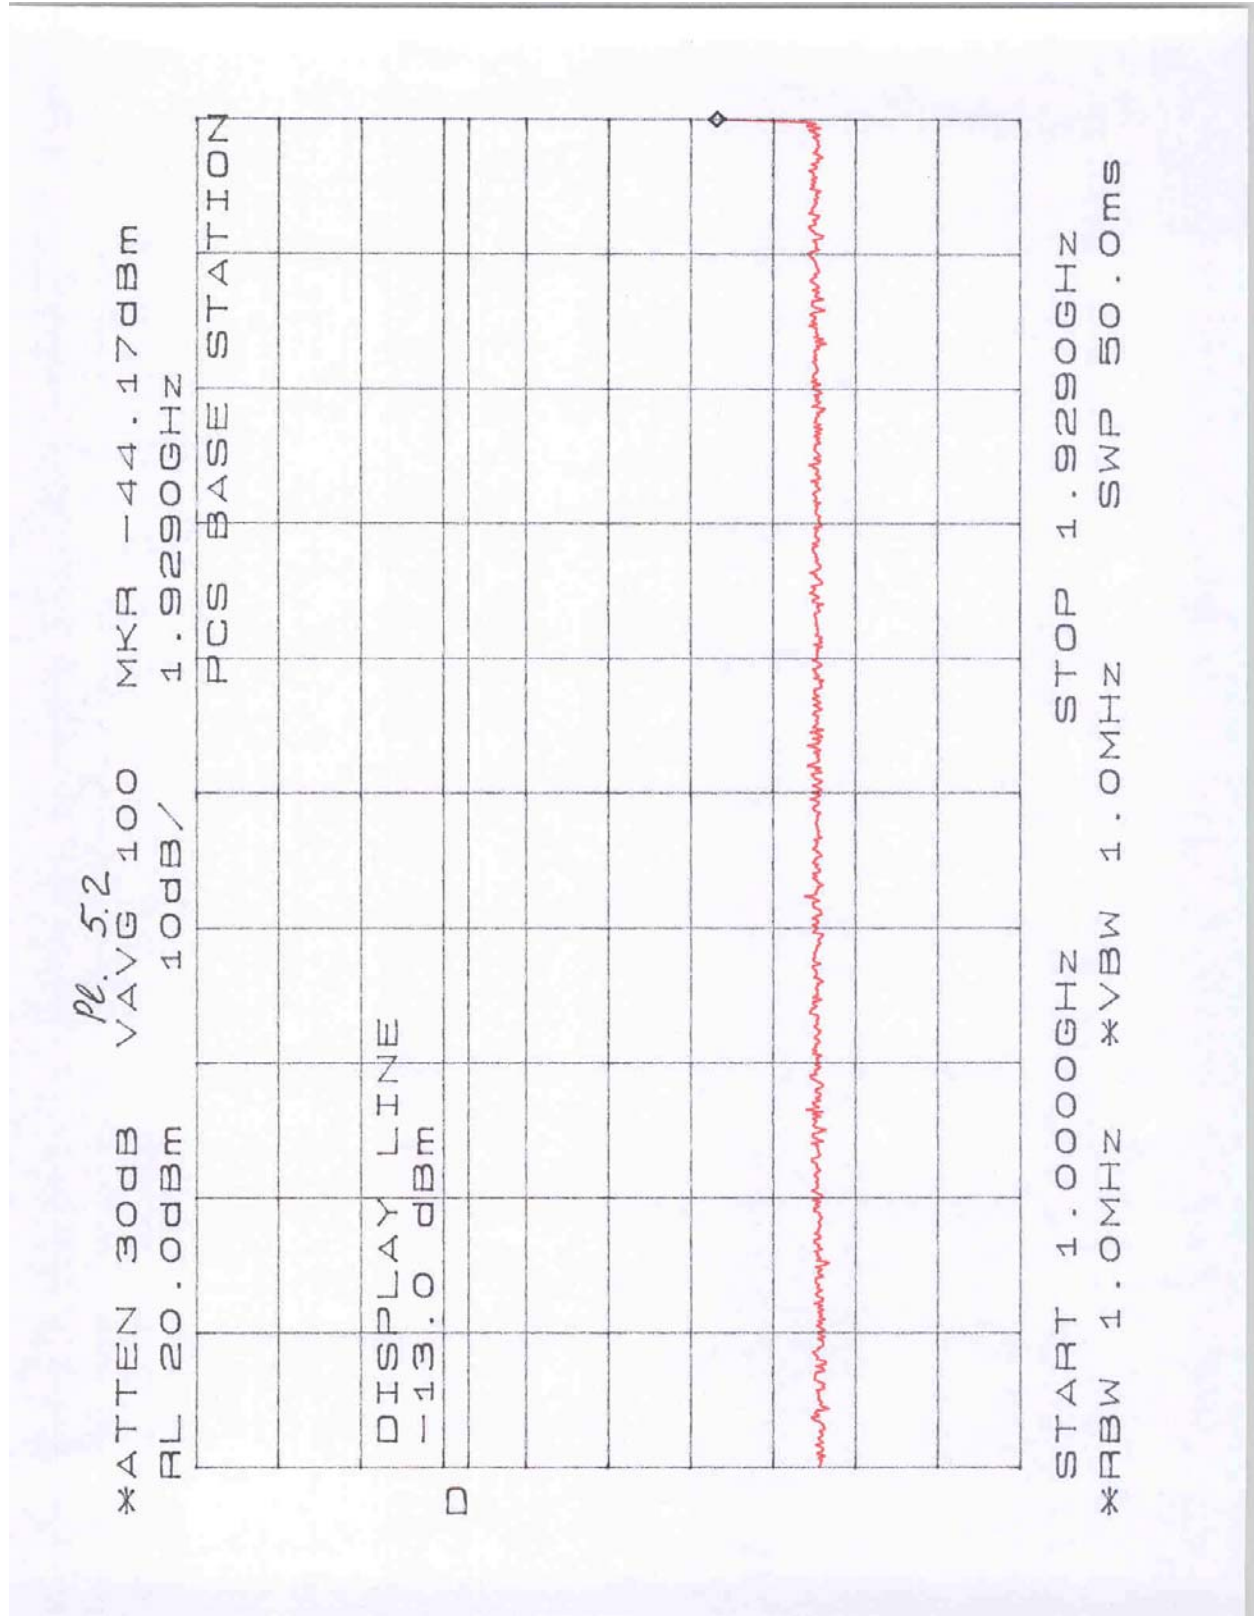 Pl. 5.2
*ATTEN 30dB VAVG 100 MKR -44.17dBm
RL 20.0dBm 10dB/ 1.9290GHz
PCS BASE STATION
DISPLAY LINE
-13.0 dBm
D
START 1.0000GHz STOP 1.9290GHz
*RBW 1.0MHz *VBW 1.0MHz SWP 50.0ms